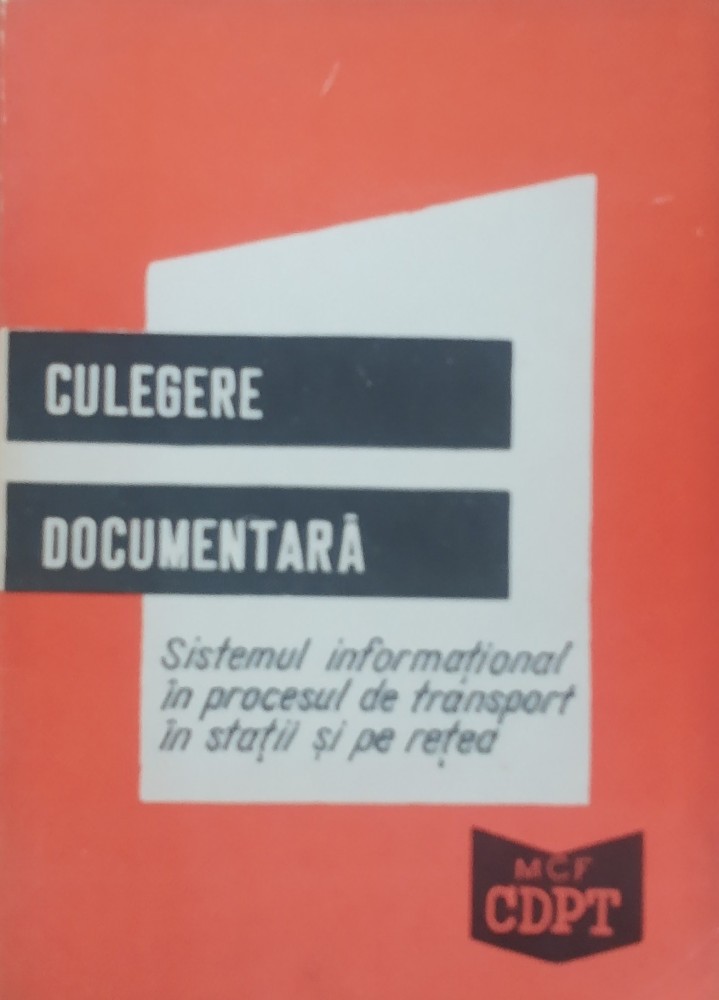 CULEGERE
DOCUMENTARĂ
Sistemul informațional
în procesul de transport
în stații și pe rețea
MCF
CDPT